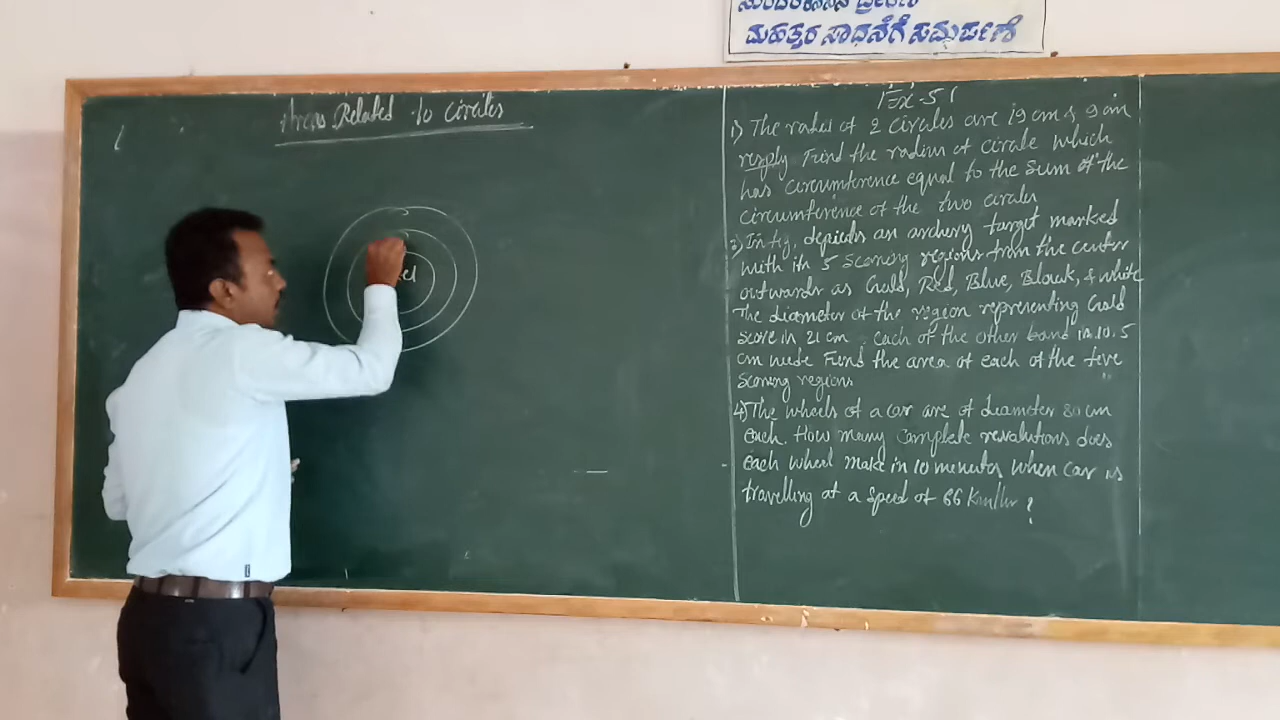 ಮಹತ್ತರ ಸಾಧನೆಗೆ ಸಮರ್ಪಣೆ
Areas Related to circles
Ex-5.1
1) The radii of 2 circles are 19 cm & 9 cm
resply Find the radius of circle which
has circumference equal to the sum of the
circumference of the two circles
In fig, depicts an archery target marked
with its 5 scoring regions from the center
outwards as Gold, Red, Blue, Black, & white
The diameter of the region representing Gold
score is 21 cm. each of the other band is 10.5
cm wide Find the area of each of the five
scoring regions
4) The wheels of a car are of diameter 80 cm
each. How many complete revolutions does
each wheel make in 10 minutes when car is
travelling at a speed of 66 Km/hr ?